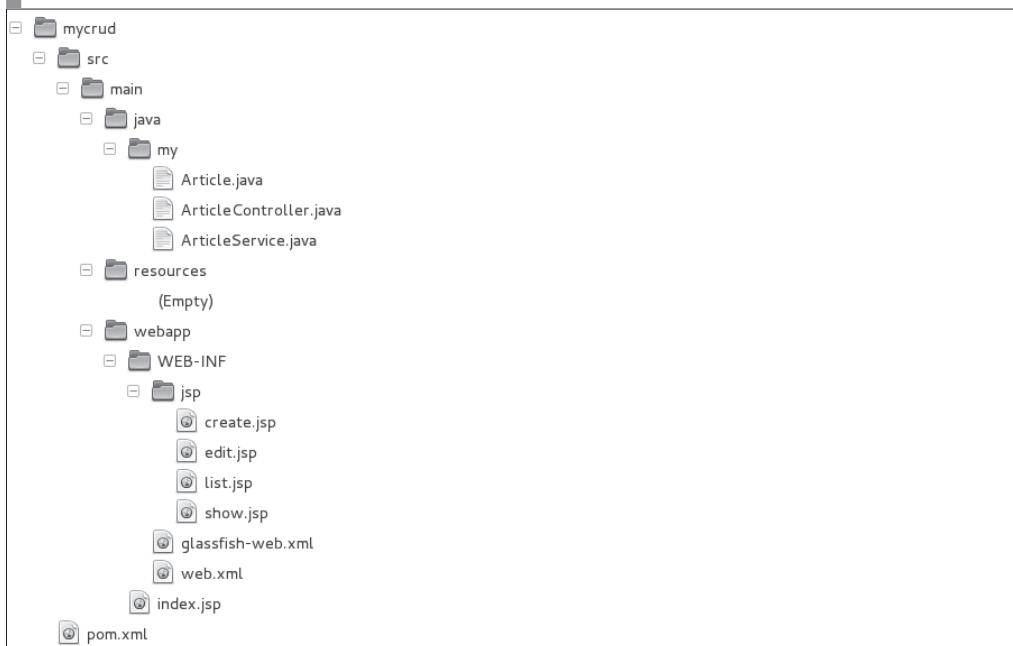 mycrud
src
main
java
my
Article.java
ArticleController.java
ArticleService.java
resources
(Empty)
webapp
WEB-INF
jsp
create.jsp
edit.jsp
list.jsp
show.jsp
glassfish-web.xml
web.xml
index.jsp
pom.xml